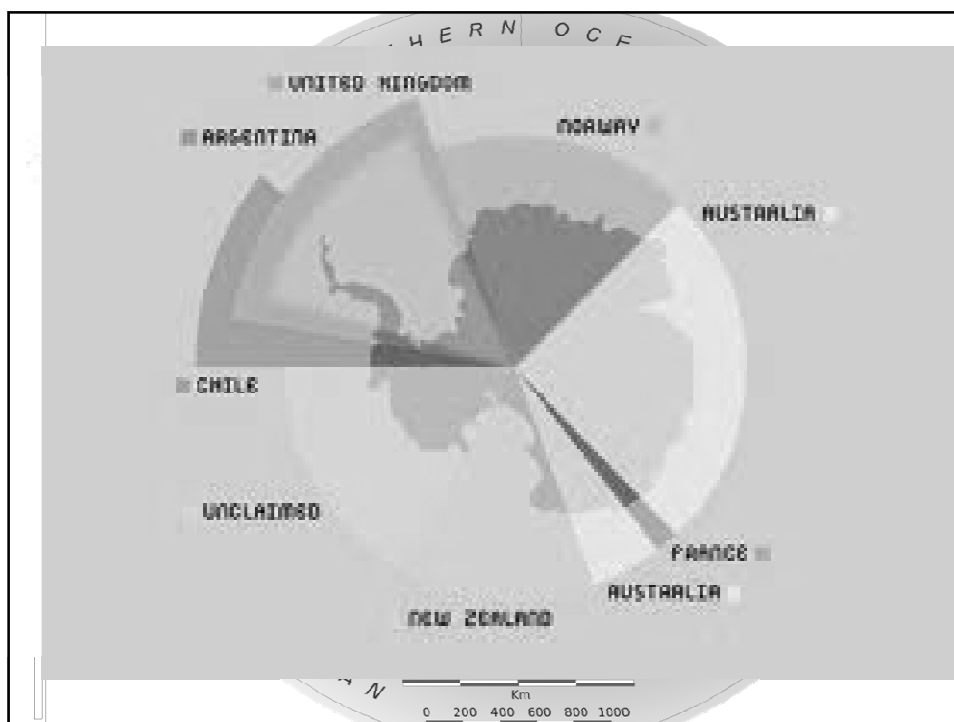 HERN OCE
UNITED KINGDOM
ARGENTINA
NORWAY
AUSTRALIA
CHILE
UNCLAIMED
FRANCE
AUSTRALIA
NEW ZEALAND
AN
Km
0 200 400 600 800 1000